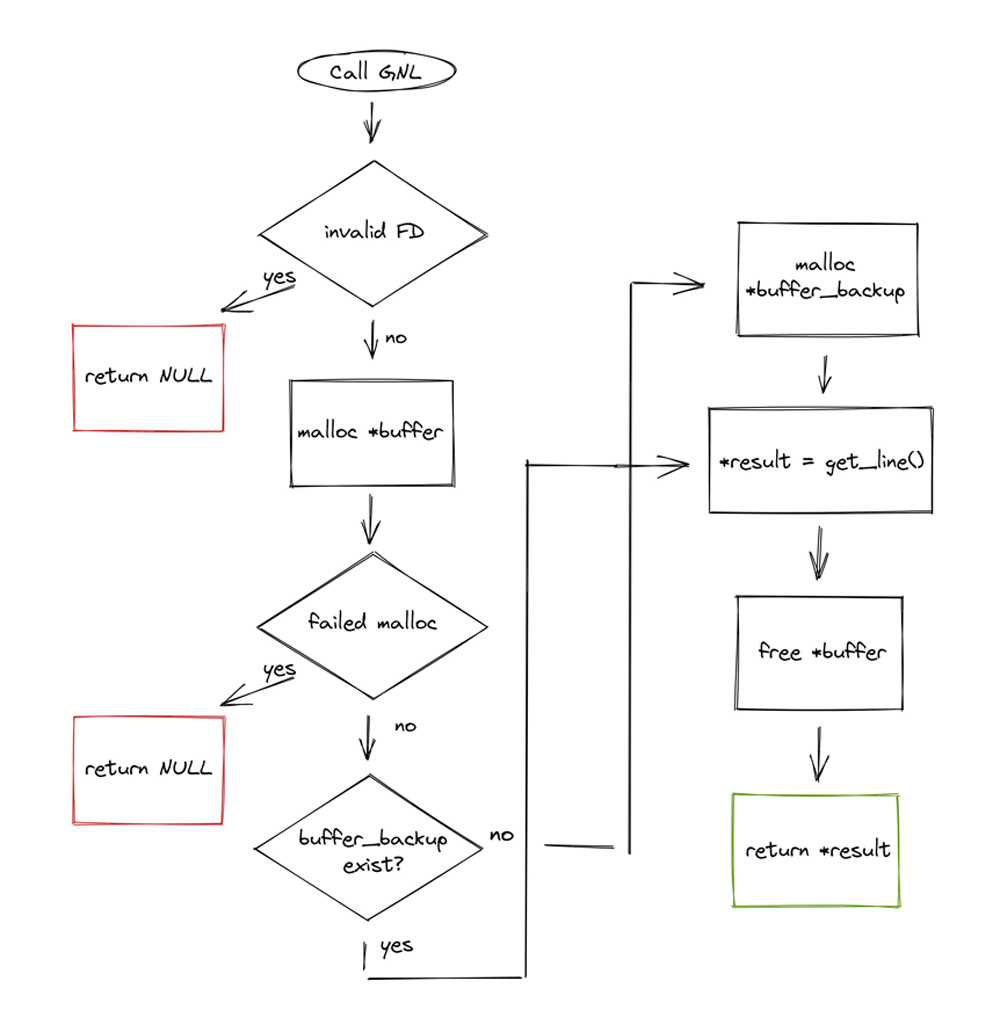 Call GNL
invalid FD
yes
no
return NULL
malloc *buffer
failed malloc
yes
no
return NULL
buffer_backup
exist?
no
yes
malloc
*buffer_backup
*result = get_line()
free *buffer
return *result